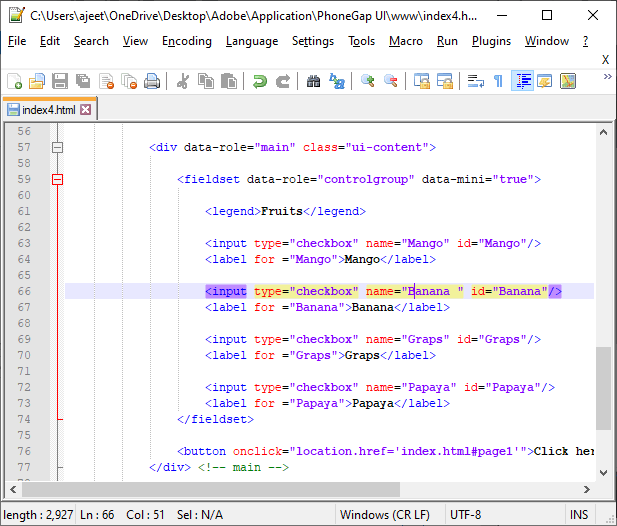 C:\Users\ajeet\OneDrive\Desktop\Adobe\Application\PhoneGap UI\www\index4.h...
File Edit Search View Encoding Language Settings Tools Macro Run Plugins Window ?
X
index4.html
56
57 <div data-role="main" class="ui-content">
58
59 <fieldset data-role="controlgroup" data-mini="true">
60
61 <legend>Fruits</legend>
62
63 <input type="checkbox" name="Mango" id="Mango"/>
64 <label for ="Mango">Mango</label>
65
66 <input type="checkbox" name="Banana " id="Banana"/>
67 <label for ="Banana">Banana</label>
68
69 <input type="checkbox" name="Graps" id="Graps"/>
70 <label for ="Graps">Graps</label>
71
72 <input type="checkbox" name="Papaya" id="Papaya"/>
73 <label for ="Papaya">Papaya</label>
74 </fieldset>
75
76 <button onclick="location.href='index.html#page1'">Click her
77 </div> <!-- main -->
length : 2,927 Ln : 66 Col : 51 Sel : N/A Windows (CR LF) UTF-8 INS